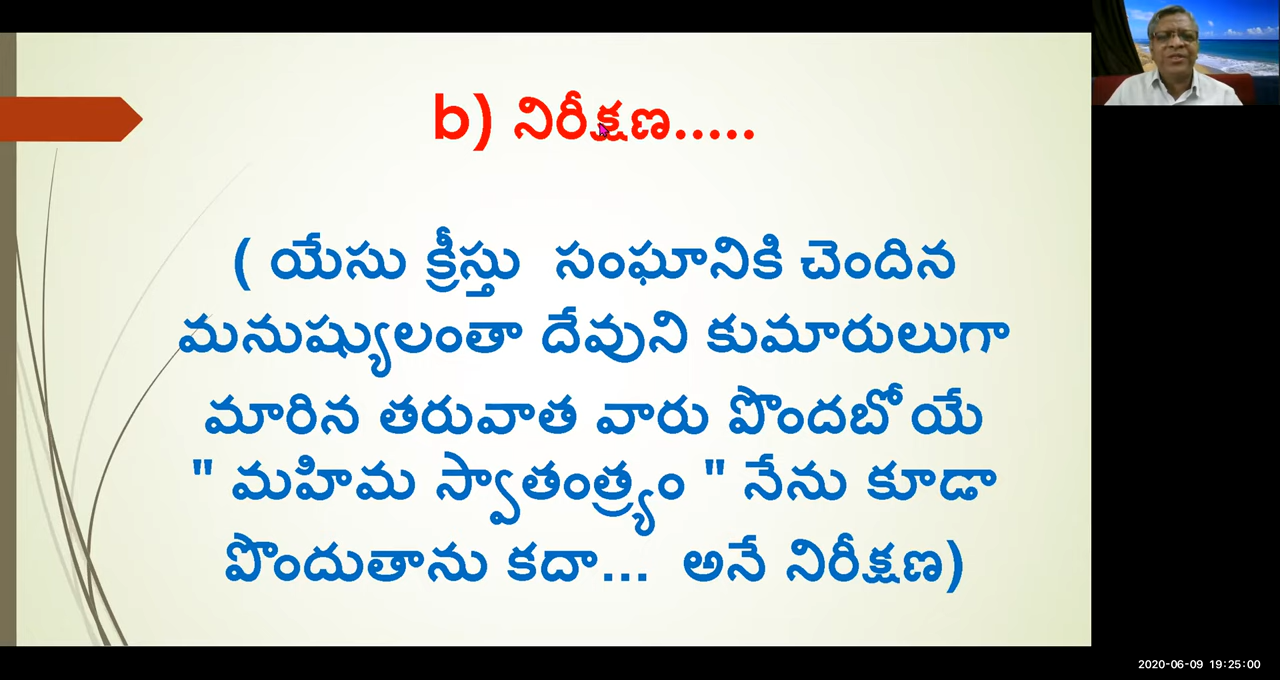 b) నిరీక్షణ.....
( యేసు క్రీస్తు  సంఘానికి చెందిన
మనుష్యులంతా దేవుని కుమారులుగా
మారిన తరువాత వారు పొందబోయే
" మహిమ స్వాతంత్ర్యం " నేను కూడా
పొందుతాను కదా...  అనే నిరీక్షణ)
2020-06-09 19:25:00